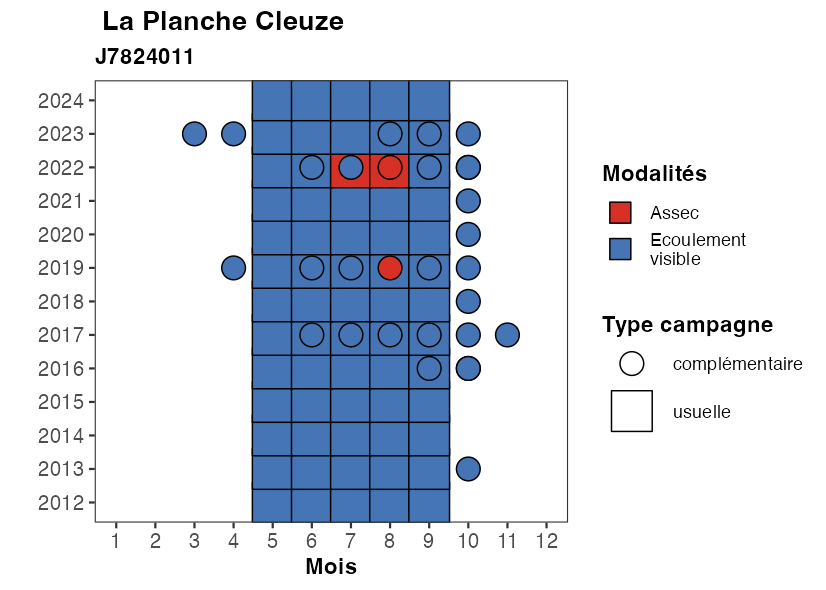 La Planche Cleuze
J7824011
2024
2023
2022
2021
2020
2019
2018
2017
2016
2015
2014
2013
2012
1 2 3 4 5 6 7 8 9 10 11 12
Mois
Modalités
Assec
Ecoulement
visible
Type campagne
complémentaire
usuelle